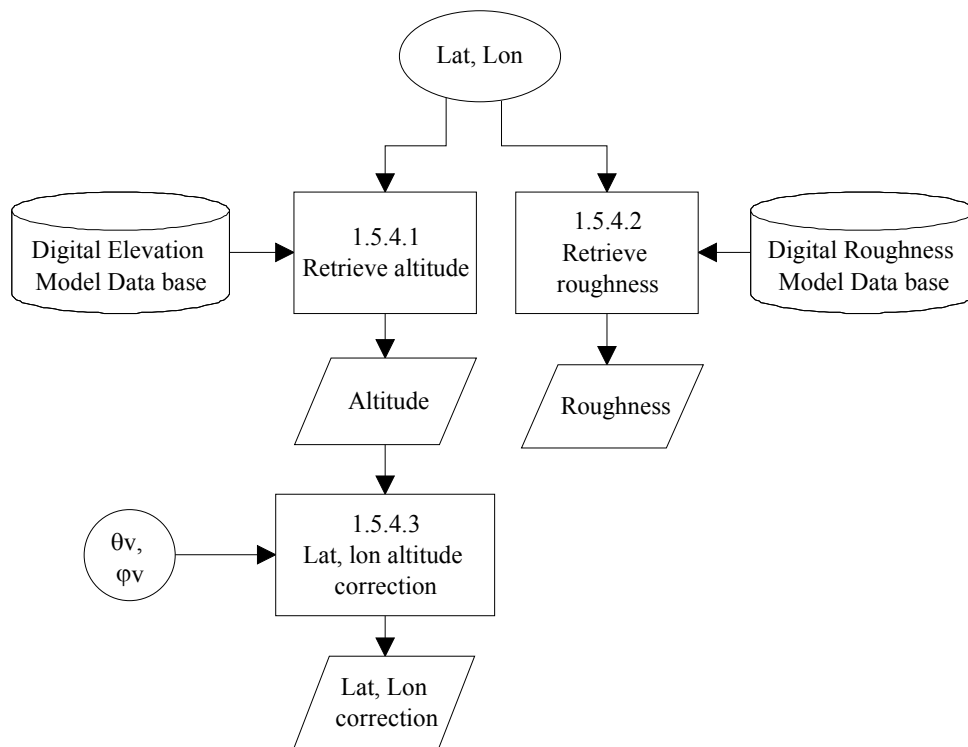 Lat, Lon
Digital Elevation
Model Data base
1.5.4.1
Retrieve altitude
1.5.4.2
Retrieve
roughness
Digital Roughness
Model Data base
Altitude
Roughness
θv,
φv
1.5.4.3
Lat, lon altitude
correction
Lat, Lon
correction